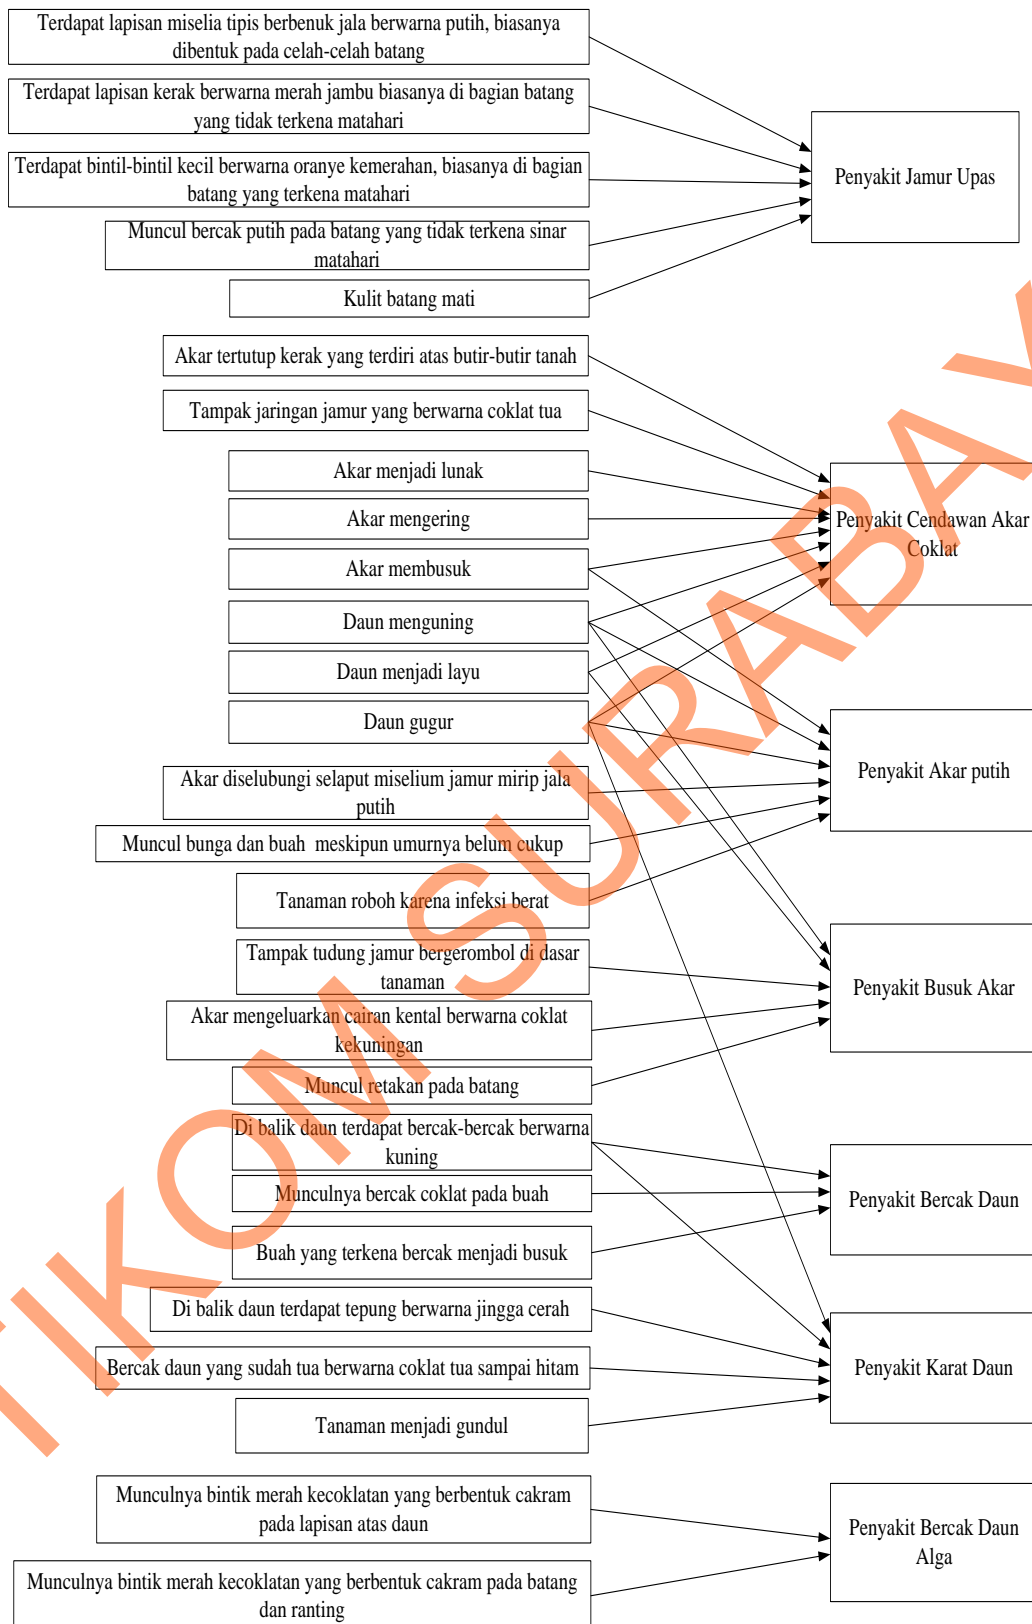 Terdapat lapisan miselia tipis berbenuk jala berwarna putih, biasanya
dibentuk pada celah-celah batang
Terdapat lapisan kerak berwarna merah jambu biasanya di bagian batang
yang tidak terkena matahari
Penyakit Jamur Upas
Terdapat bintil-bintil kecil berwarna oranye kemerahan, biasanya di bagian
batang yang terkena matahari
Muncul bercak putih pada batang yang tidak terkena sinar
matahari
Kulit batang mati
Akar tertutup kerak yang terdiri atas butir-butir tanah
Tampak jaringan jamur yang berwarna coklat tua
Akar menjadi lunak
Akar mengering
Penyakit Cendawan Akar
Coklat
Akar membusuk
Daun menguning
Daun menjadi layu
Daun gugur
Penyakit Akar putih
Akar diselubungi selaput miselium jamur mirip jala
putih
Muncul bunga dan buah meskipun umurnya belum cukup
Tanaman roboh karena infeksi berat
Tampak tudung jamur bergerombol di dasar
tanaman
Penyakit Busuk Akar
Akar mengeluarkan cairan kental berwarna coklat
kekuningan
Muncul retakan pada batang
Di balik daun terdapat bercak-bercak berwarna
kuning
Munculnya bercak coklat pada buah
Penyakit Bercak Daun
Buah yang terkena bercak menjadi busuk
Di balik daun terdapat tepung berwarna jingga cerah
Bercak daun yang sudah tua berwarna coklat tua sampai hitam
Penyakit Karat Daun
Tanaman menjadi gundul
Munculnya bintik merah kecoklatan yang berbentuk cakram
pada lapisan atas daun
Penyakit Bercak Daun
Alga
Munculnya bintik merah kecoklatan yang berbentuk cakram pada batang
dan ranting
TIKOM SURABAY